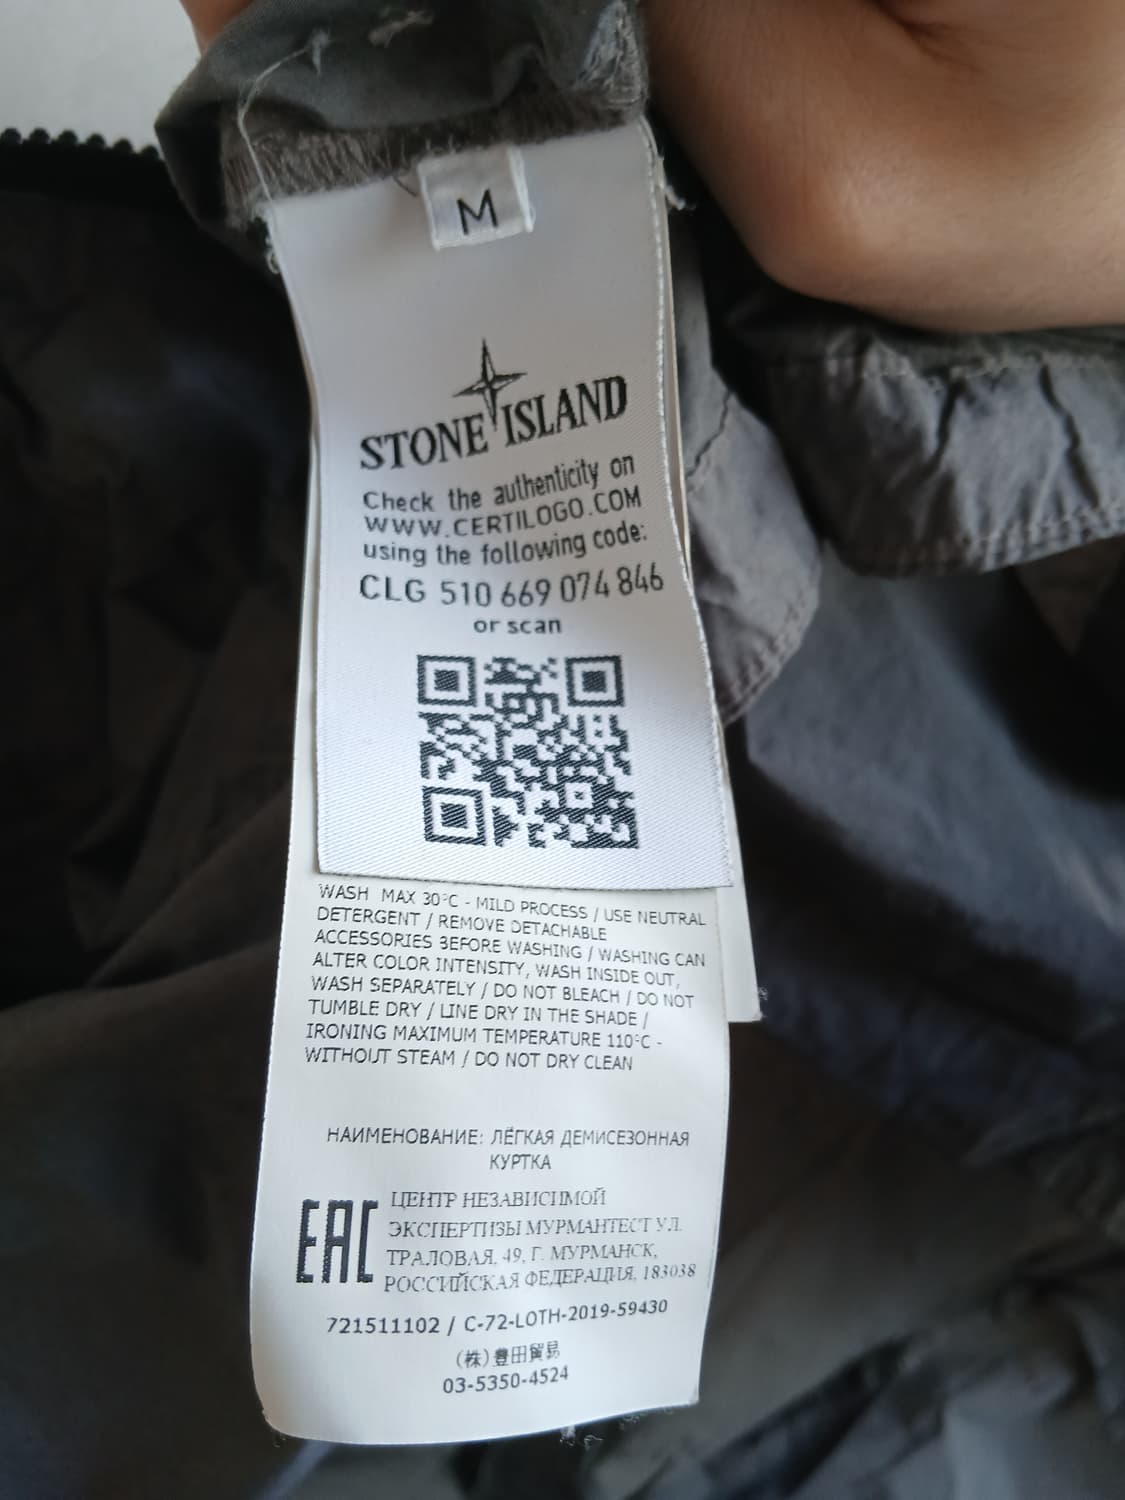 M
STONE ISLAND
Check the authenticity on
WWW.CERTILOGO.COM
using the following code:
CLG 510 669 074 846
or scan
WASH MAX 30°C - MILD PROCESS / USE NEUTRAL
DETERGENT / REMOVE DETACHABLE
ACCESSORIES BEFORE WASHING / WASHING CAN
ALTER COLOR INTENSITY, WASH INSIDE OUT,
WASH SEPARATELY / DO NOT BLEACH / DO NOT
TUMBLE DRY / LINE DRY IN THE SHADE /
IRONING MAXIMUM TEMPERATURE 110°C -
WITHOUT STEAM / DO NOT DRY CLEAN
НАИМЕНОВАНИЕ: ЛЁГКАЯ ДЕМИСЕЗОННАЯ
КУРТКА
EAC
ЦЕНТР НЕЗАВИСИМОЙ
ЭКСПЕРТИЗЫ МУРМАНТЕСТ УЛ.
ТРАЛОВАЯ, 49, Г. МУРМАНСК,
РОССИЙСКАЯ ФЕДЕРАЦИЯ, 183038
721511102 / C-72-LOTH-2019-59430
(株)豊田貿易
03-5350-4524